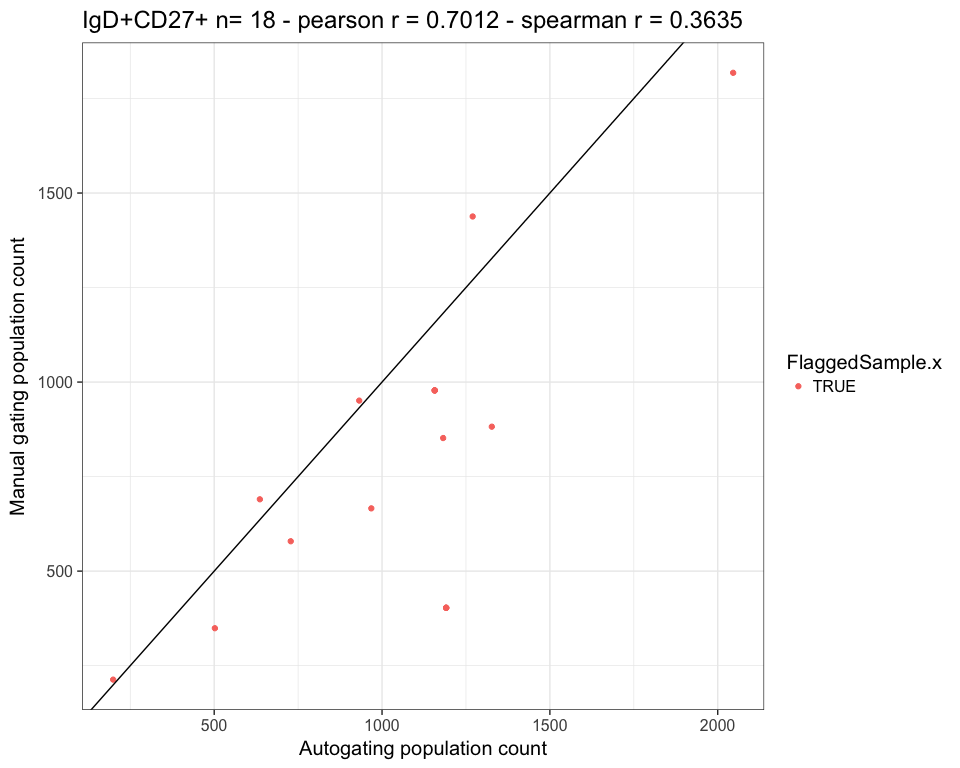 IgD+CD27+ n= 18 - pearson r = 0.7012 - spearman r = 0.3635
Manual gating population count
1500
1000
500
500 1000 1500 2000
Autogating population count
FlaggedSample.x
TRUE